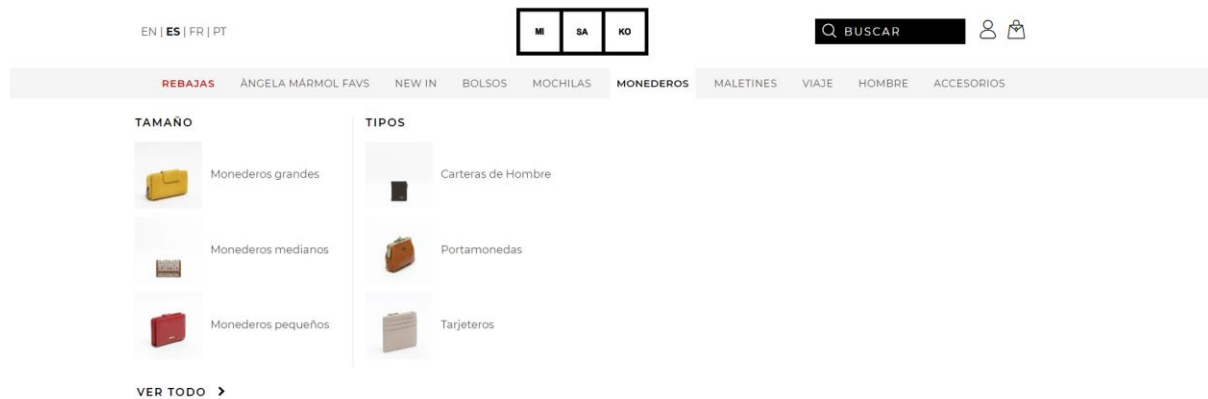 EN | ES | FR | PT
MI SA KO
BUSCAR
REBAJAS ÀNGELA MÁRMOL FAVS NEW IN BOLSOS MOCHILAS MONEDEROS MALETINES VIAJE HOMBRE ACCESORIOS
TAMAÑO
Monederos grandes
Monederos medianos
Monederos pequeños
TIPOS
Carteras de Hombre
Portamonedas
Tarjeteros
VER TODO